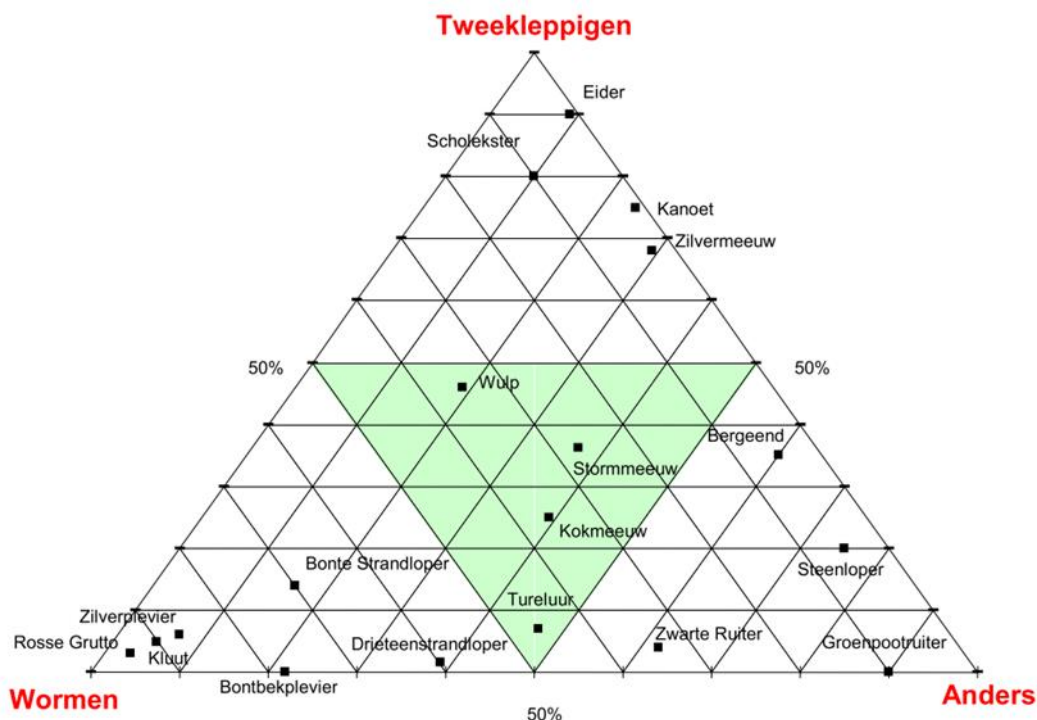 Tweekleppigen
Eider
Scholekster
Kanoet
Zilvermeeuw
50%
50%
Wulp
Bergeend
Stormmeeuw
Kokmeeuw
Bonte Strandloper
Steenloper
Tureluur
Zilverplevier
Zwarte Ruiter
Rosse Grutto
Drieteenstrandloper
Groenpootruiter
Kluut
Bontbekplevier
Wormen
Anders
50%